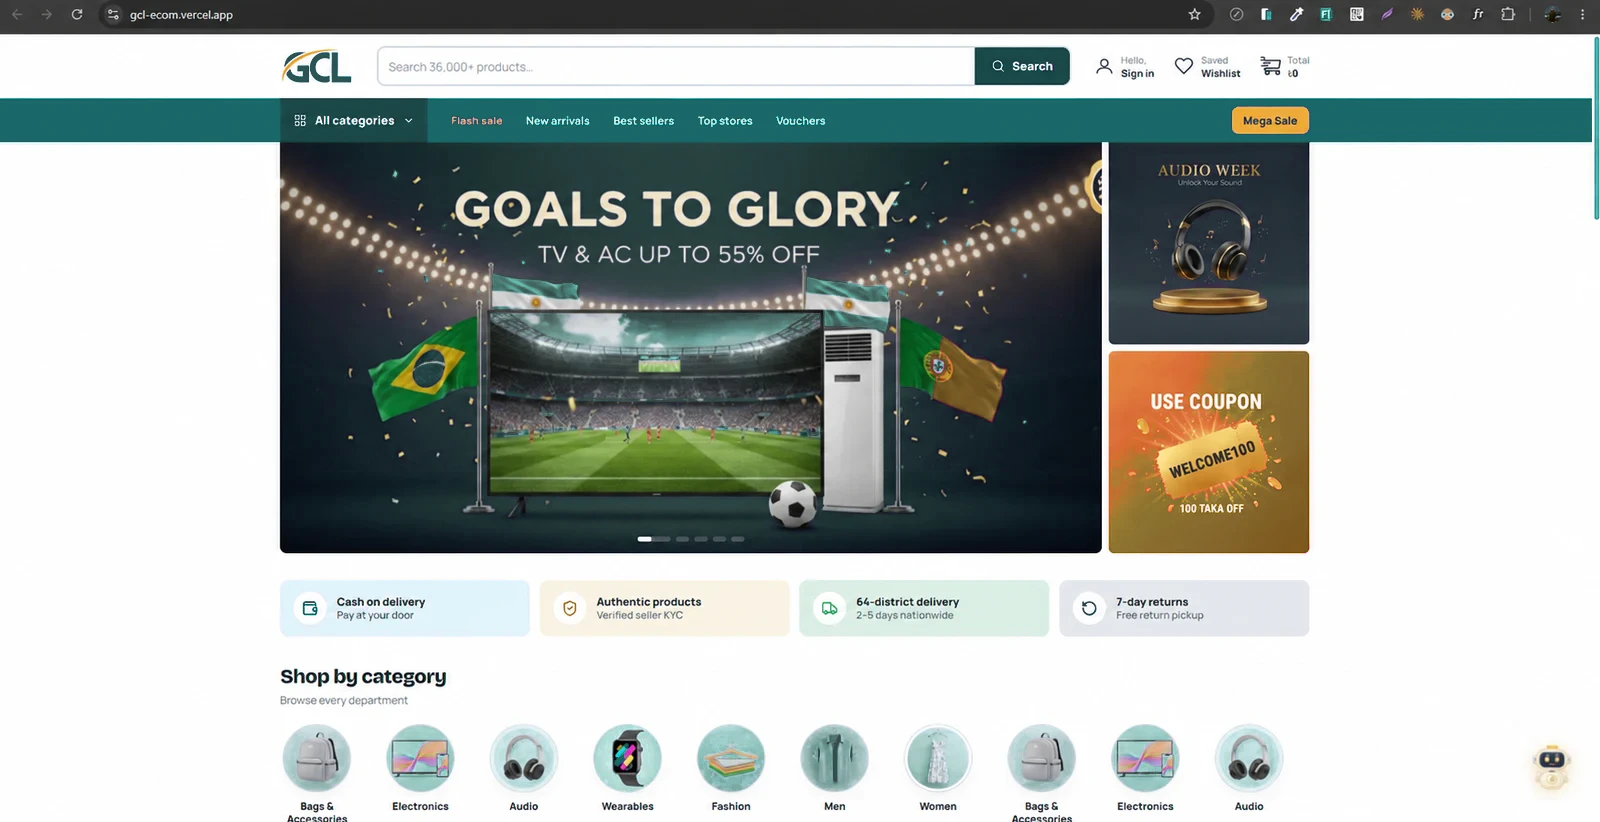 gcl-ecom.vercel.app
GCL
Search 36,000+ products...
Search
Hello,
Sign in
Saved
Wishlist
Total
৳0
All categories
Flash sale
New arrivals
Best sellers
Top stores
Vouchers
Mega Sale
GOALS TO GLORY
TV & AC UP TO 55% OFF
AUDIO WEEK
Unlock Your Sound
USE COUPON
WELCOME100
100 TAKA OFF
Cash on delivery
Pay at your door
Authentic products
Verified seller KYC
64-district delivery
2-5 days nationwide
7-day returns
Free return pickup
Shop by category
Browse every department
Bags &
Accessories
Electronics
Audio
Wearables
Fashion
Men
Women
Bags &
Accessories
Electronics
Audio